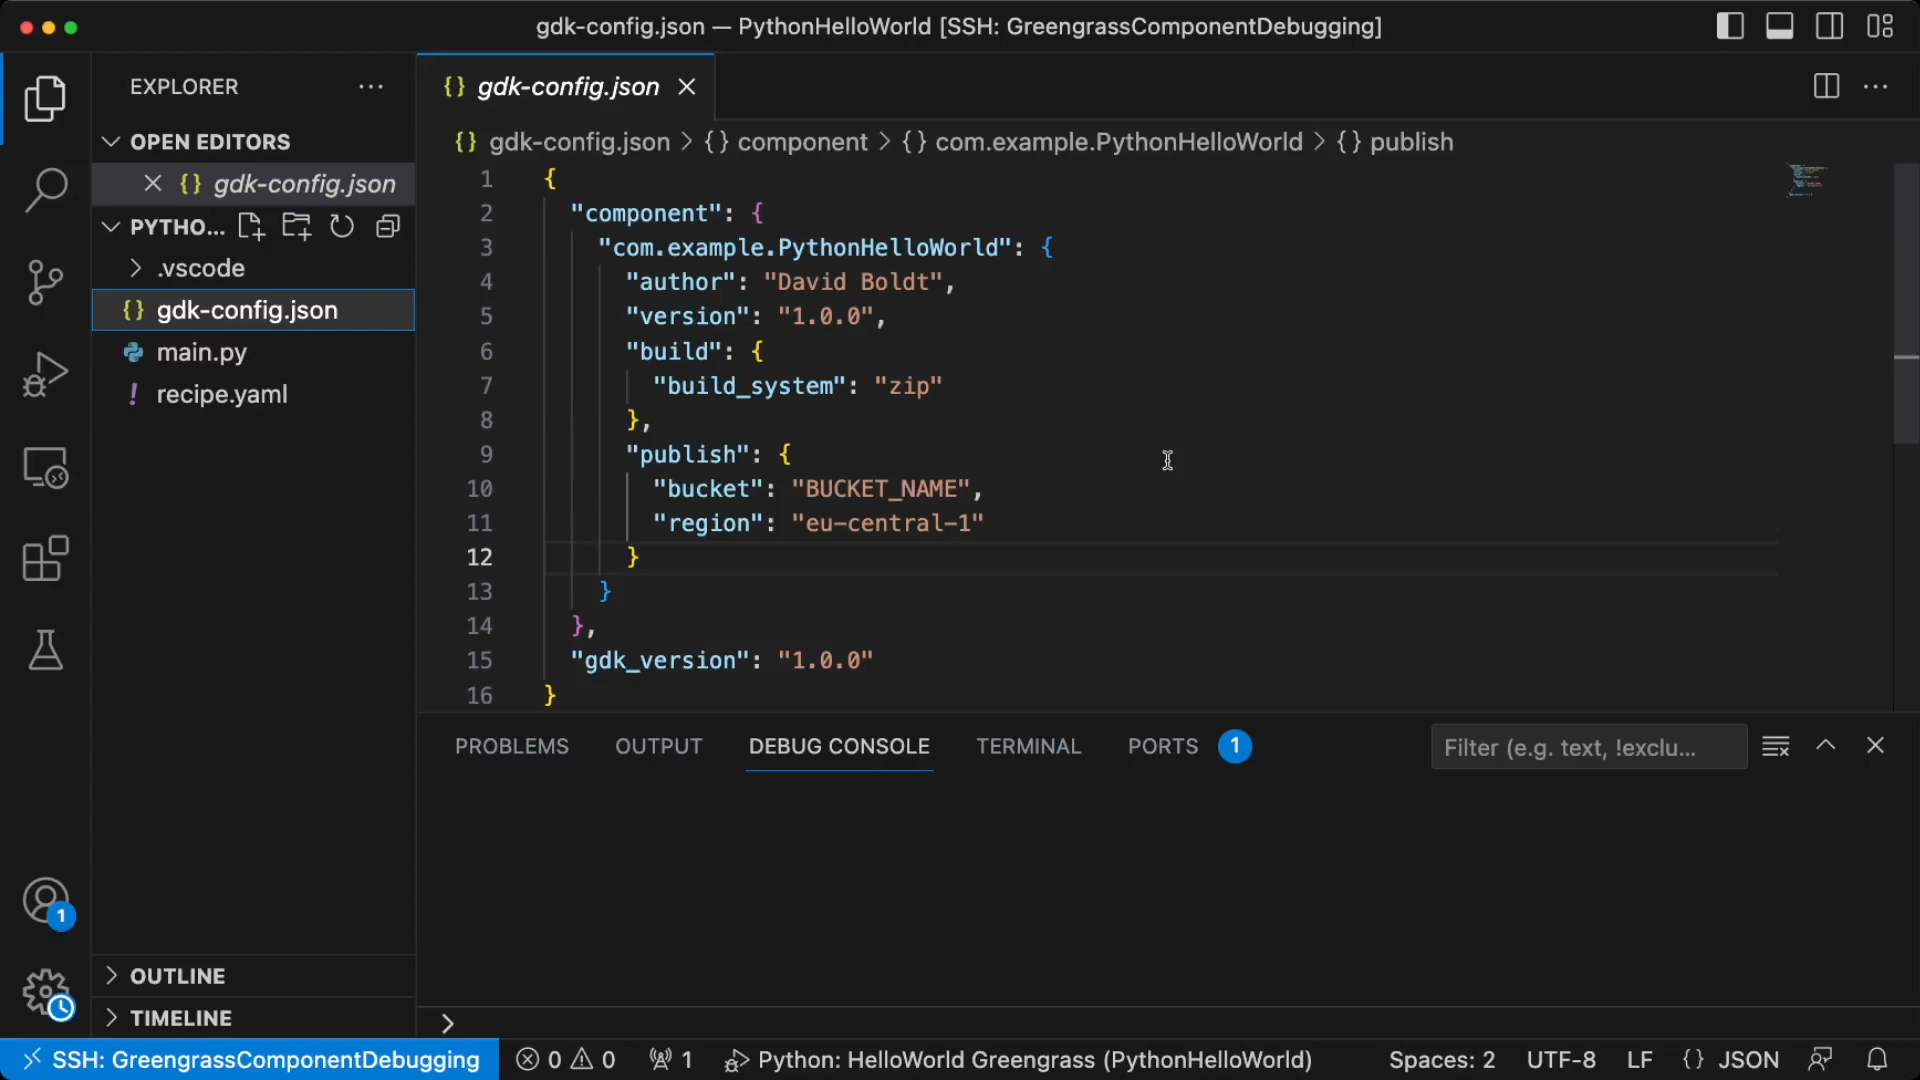 gdk-config.json — PythonHelloWorld [SSH: GreengrassComponentDebugging]
EXPLORER
OPEN EDITORS
{} gdk-config.json
PYTHO...
.vscode
{} gdk-config.json
main.py
! recipe.yaml
OUTLINE
TIMELINE
{} gdk-config.json
{} gdk-config.json > {} component > {} com.example.PythonHelloWorld > {} publish
1 {
2 "component": {
3 "com.example.PythonHelloWorld": {
4 "author": "David Boldt",
5 "version": "1.0.0",
6 "build": {
7 "build_system": "zip"
8 },
9 "publish": {
10 "bucket": "BUCKET_NAME",
11 "region": "eu-central-1"
12 }
13 }
14 },
15 "gdk_version": "1.0.0"
16 }
PROBLEMS OUTPUT DEBUG CONSOLE TERMINAL PORTS 1 Filter (e.g. text, !exclu...
1
SSH: GreengrassComponentDebugging 0 0 1 Python: HelloWorld Greengrass (PythonHelloWorld) Spaces: 2 UTF-8 LF {} JSON